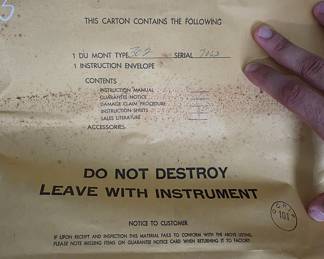 THIS CARTON CONTAINS THE FOLLOWING
1 DU MONT TYPE 302 SERIAL
1 INSTRUCTION ENVELOPE
CONTENTS
INSTRUCTION MANUAL
GUARANTEE NOTICE
DAMAGE CLAIM PROCEDURE
INSTRUCTION SHEETS
SALES LITERATURE
ACCESSORIES
DO NOT DESTROY
LEAVE WITH INSTRUMENT
NOTICE TO CUSTOMER
IF UPON RECEIPT AND INSPECTION THIS MATERIAL FAILS TO CONFORM WITH THE ABOVE LISTING,
PLEASE NOTE MISSING ITEMS ON GUARANTEE NOTICE CARD WHEN RETURNING IT TO FACTORY.